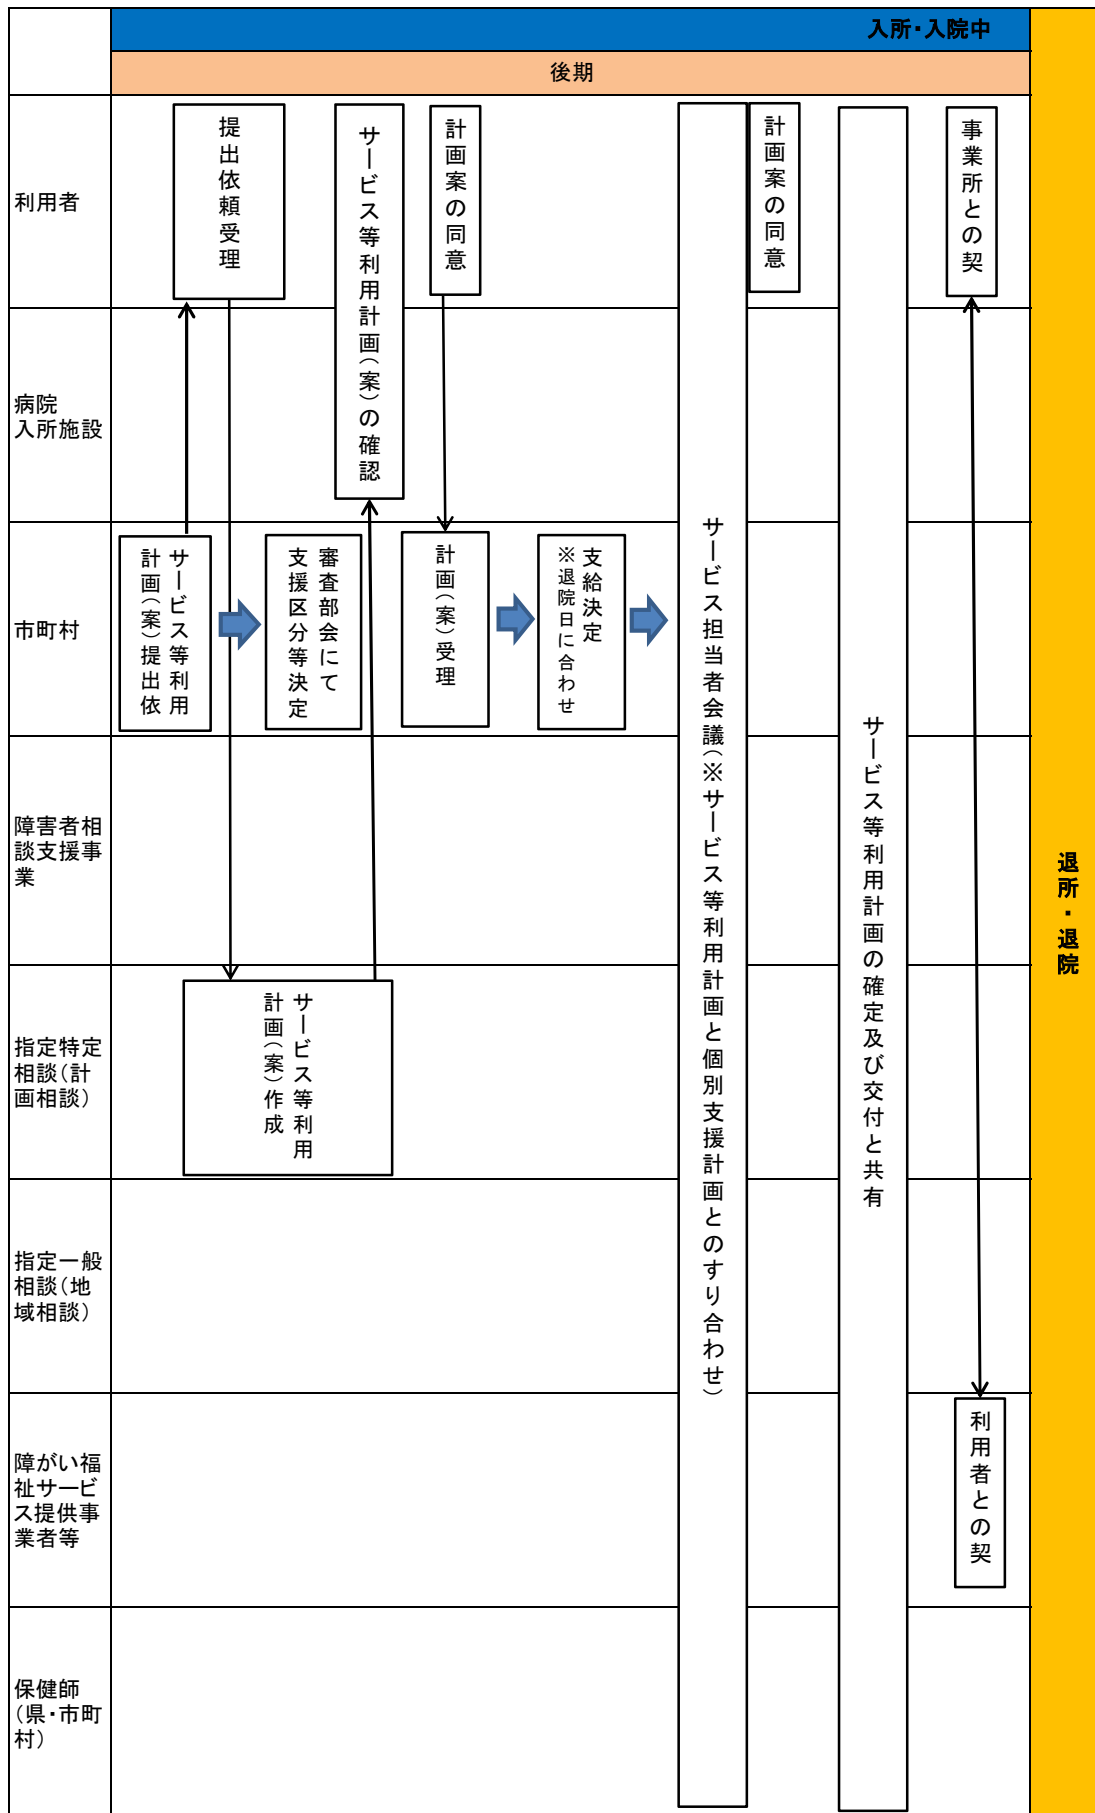 入所・入院中
後期
利用者
提出依頼受理
サービス等利用計画（案）の確認
計画案の同意
計画案の同意
事業所との契
病院
入所施設
市町村
サービス等利用
計画（案）提出依
審査部会にて
支援区分等決定
計画（案）受理
支給決定
※退院日に合わせ
サービス担当者会議（※サービス等利用計画と個別支援計画とのすり合わせ）
サービス等利用計画の確定及び交付と共有
障害者相
談支援事
業
指定特定
相談（計
画相談）
サービス等利用
計画（案）作成
指定一般
相談（地
域相談）
障がい福
祉サービ
ス提供事
業者等
利用者との契
保健師
（県・市町
村）
退所・退院